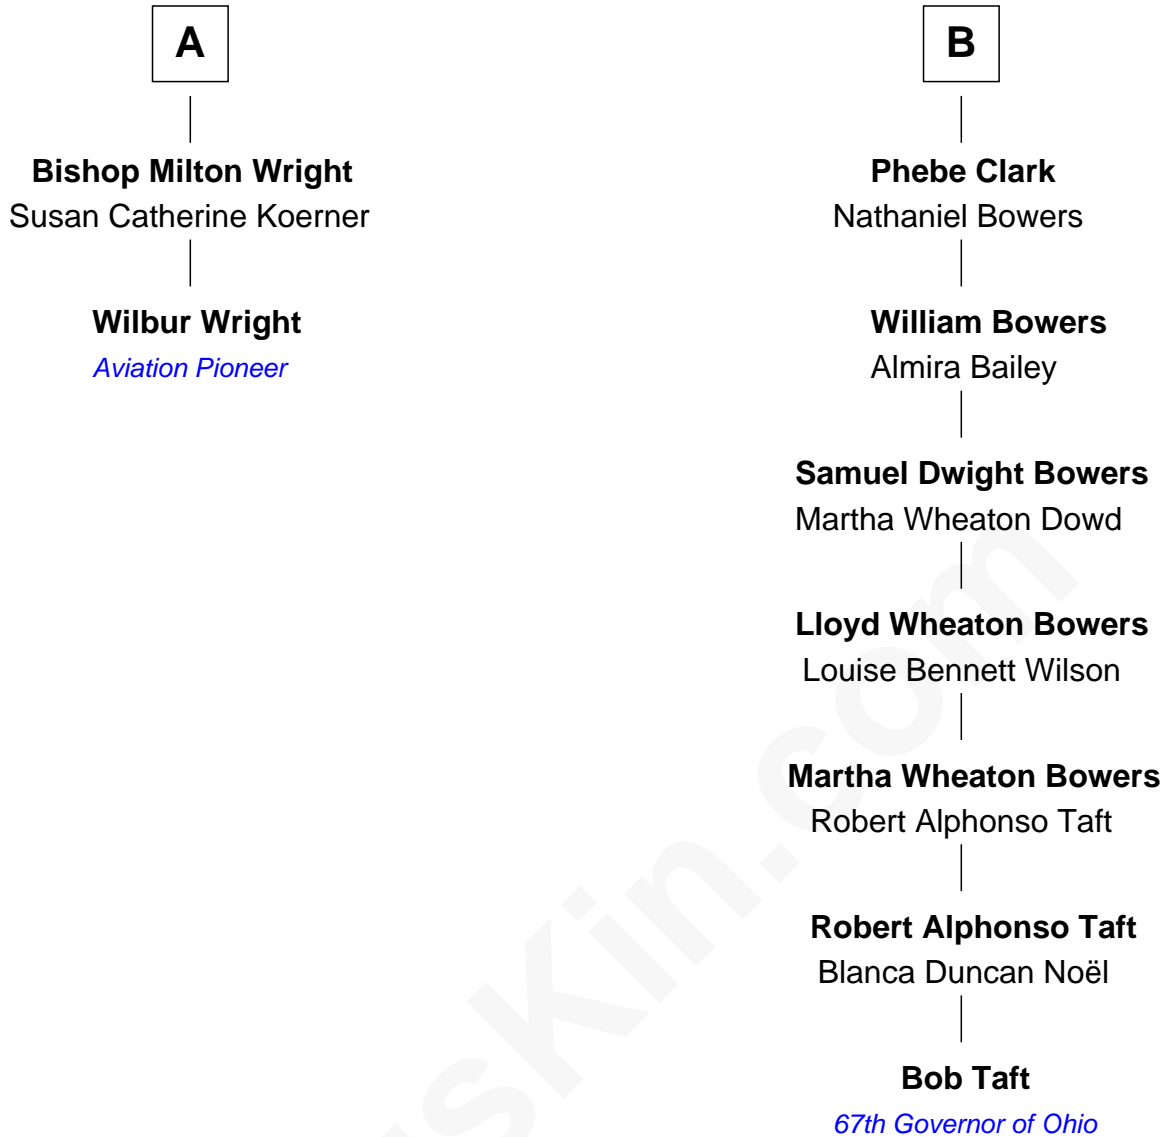 A
Bishop Milton Wright
Susan Catherine Koerner
Wilbur Wright
Aviation Pioneer
B
Phebe Clark
Nathaniel Bowers
William Bowers
Almira Bailey
Samuel Dwight Bowers
Martha Wheaton Dowd
Lloyd Wheaton Bowers
Louise Bennett Wilson
Martha Wheaton Bowers
Robert Alphonso Taft
Robert Alphonso Taft
Blanca Duncan Noël
Bob Taft
67th Governor of Ohio
sKin.com